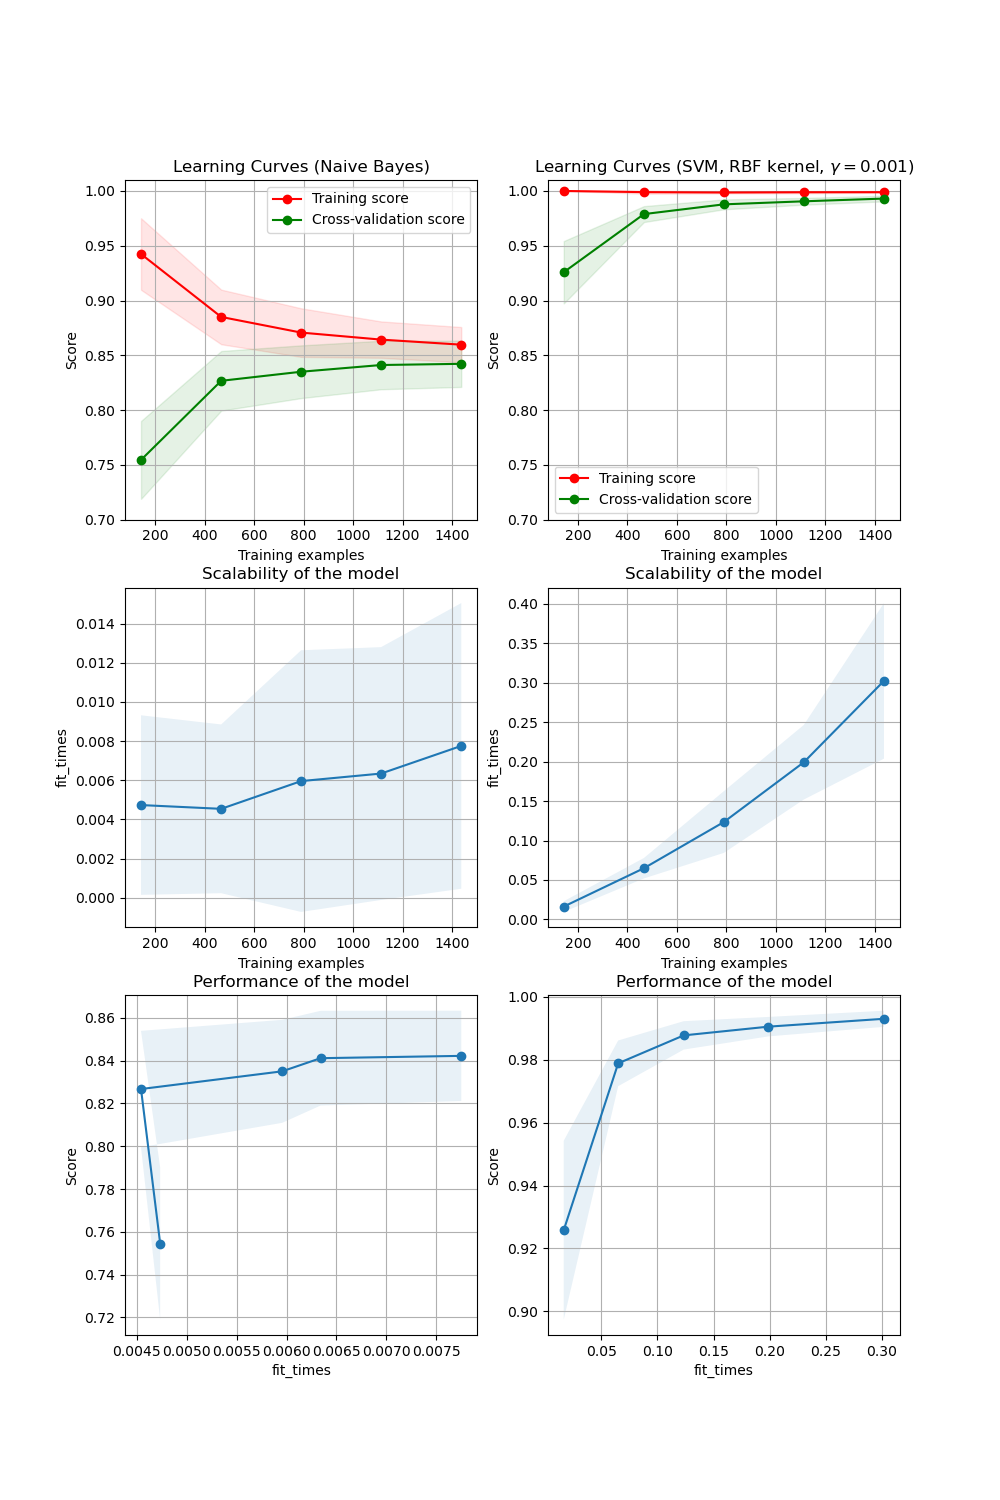 Learning Curves (Naive Bayes)
1.00
0.95
0.90
0.85
0.80
0.75
0.70
Score
Training score
Cross-validation score
200 400 600 800 1000 1200 1400
Training examples
Learning Curves (SVM, RBF kernel, γ = 0.001)
1.00
0.95
0.90
0.85
0.80
0.75
0.70
Score
Training score
Cross-validation score
200 400 600 800 1000 1200 1400
Training examples
Scalability of the model
0.014
0.012
0.010
0.008
0.006
0.004
0.002
0.000
fit_times
200 400 600 800 1000 1200 1400
Training examples
Scalability of the model
0.40
0.35
0.30
0.25
0.20
0.15
0.10
0.05
0.00
fit_times
200 400 600 800 1000 1200 1400
Training examples
Performance of the model
0.86
0.84
0.82
0.80
0.78
0.76
0.74
0.72
Score
0.0045 0.0050 0.0055 0.0060 0.0065 0.0070 0.0075
fit_times
Performance of the model
1.00
0.98
0.96
0.94
0.92
0.90
Score
0.05 0.10 0.15 0.20 0.25 0.30
fit_times